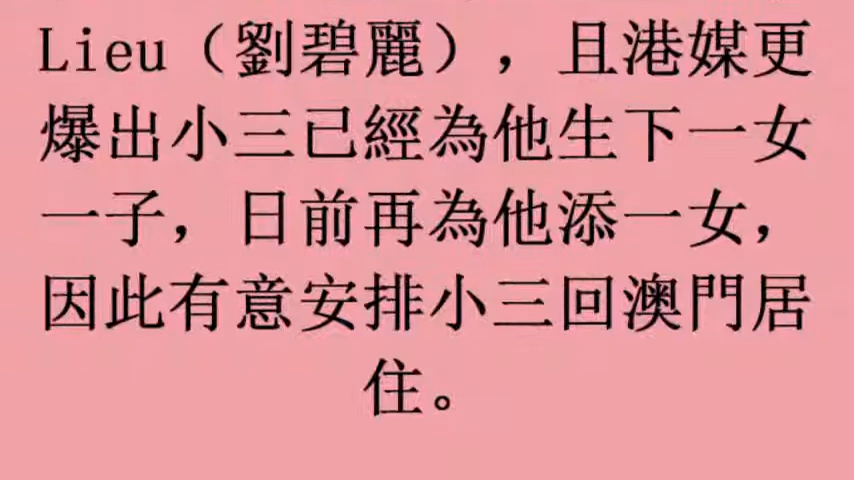 Lieu（劉碧麗），且港媒更
爆出小三已經為他生下一女
一子，日前再為他添一女，
因此有意安排小三回澳門居
住。